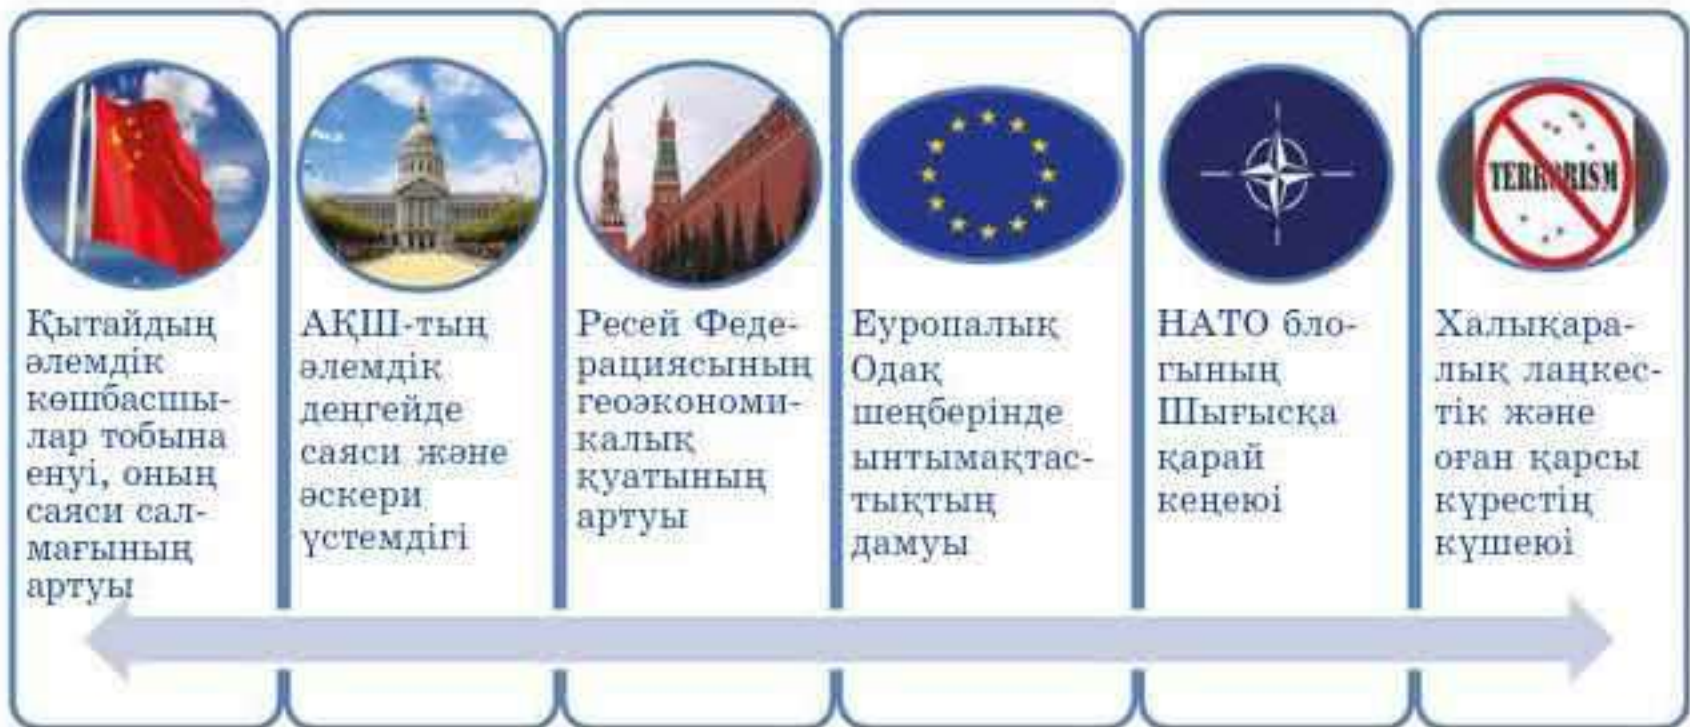 Қытайдың
әлемдік
көшбасшы-
лар тобына
енуі, оның
саяси сал-
мағының
артуы
АҚШ-тың
әлемдік
деңгейде
саяси және
әскери
үстемдігі
Ресей Феде-
рациясының
геоэкономи-
калық
қуатының
артуы
Еуропалық
Одақ
шеңберінде
ынтымақтас-
тықтың
дамуы
НАТО бло-
гының
Шығысқа
қарай
кеңеюі
TERRORISM
Халықара-
лық лаңкес-
тік және
оған қарсы
күрестің
күшеюі